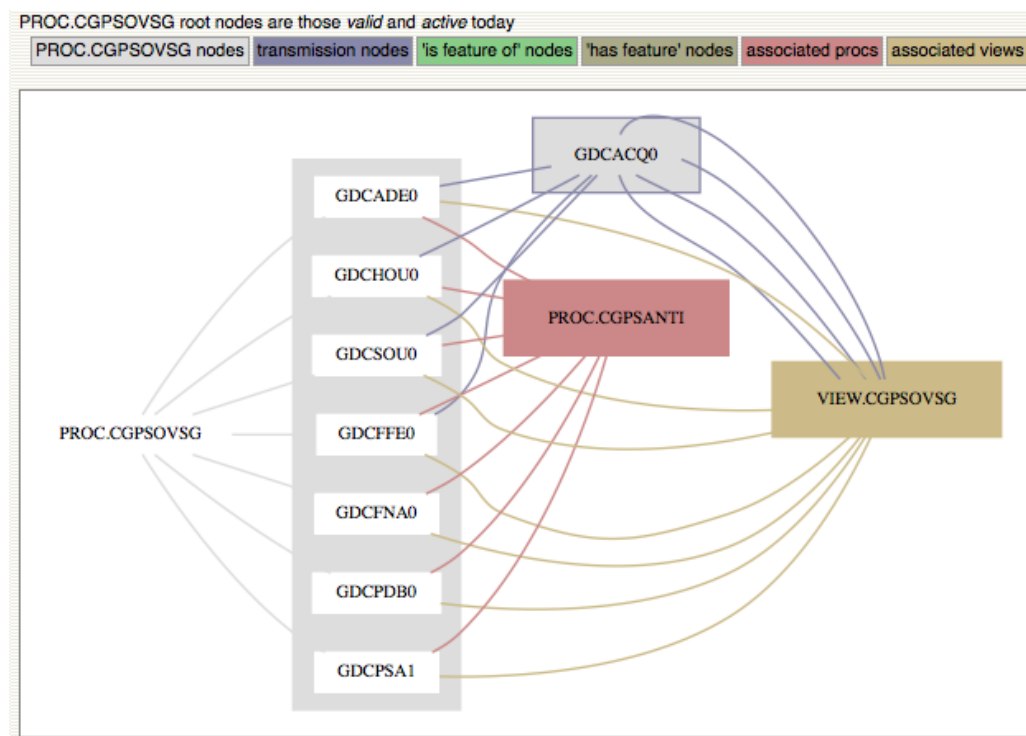 PROC.CGPSOVSG root nodes are those valid and active today
PROC.CGPSOVSG nodes transmission nodes 'is feature of' nodes 'has feature' nodes associated procs associated views
GDCACQ0
GDCADE0
GDCHOU0
PROC.CGPSANTI
GDCSOU0
VIEW.CGPSOVSG
PROC.CGPSOVSG
GDCFFE0
GDCFNA0
GDCPDB0
GDCPSA1